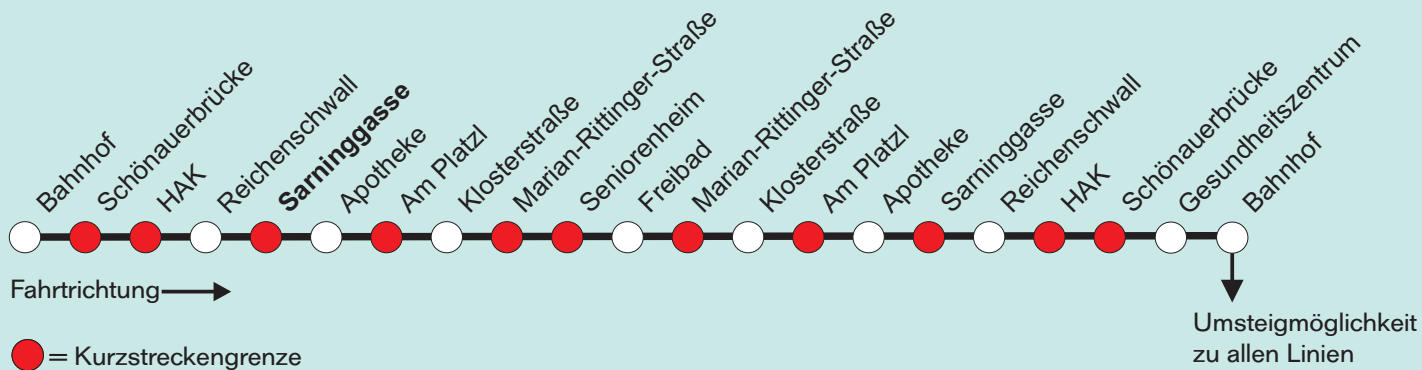 Bahnhof
Schönauerbrücke
HAK
Reichenschwall
Sarninggasse
Apotheke
Am Platzl
Klosterstraße
Marian-Rittinger-Straße
Seniorenheim
Freibad
Marian-Rittinger-Straße
Klosterstraße
Am Platzl
Apotheke
Sarninggasse
Reichenschwall
HAK
Schönauerbrücke
Gesundheitszentrum
Bahnhof
Fahrtrichtung
= Kurzstreckengrenze
Umsteigmöglichkeit
zu allen Linien